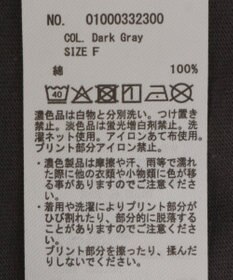 NO. 01000332300
COL. Dark Gray
SIZE F
綿 100%
40
濃色品は白物と分別洗い。つけ置き
禁止。淡色品は蛍光増白剤禁止。洗
濯ネット使用。アイロンあて布使用。
プリント部分アイロン禁止。
・濃色製品は摩擦や汗、雨等で濡れ
た際に他の衣類や小物類に色が移
る事がありますのでご注意ください。
・着用や洗濯によりプリント部分が
ひび割れたり、部分的に脱落する
ことがありますのでご注意ください。
プリント部分を擦ったり、揉んだ
りしないでください。